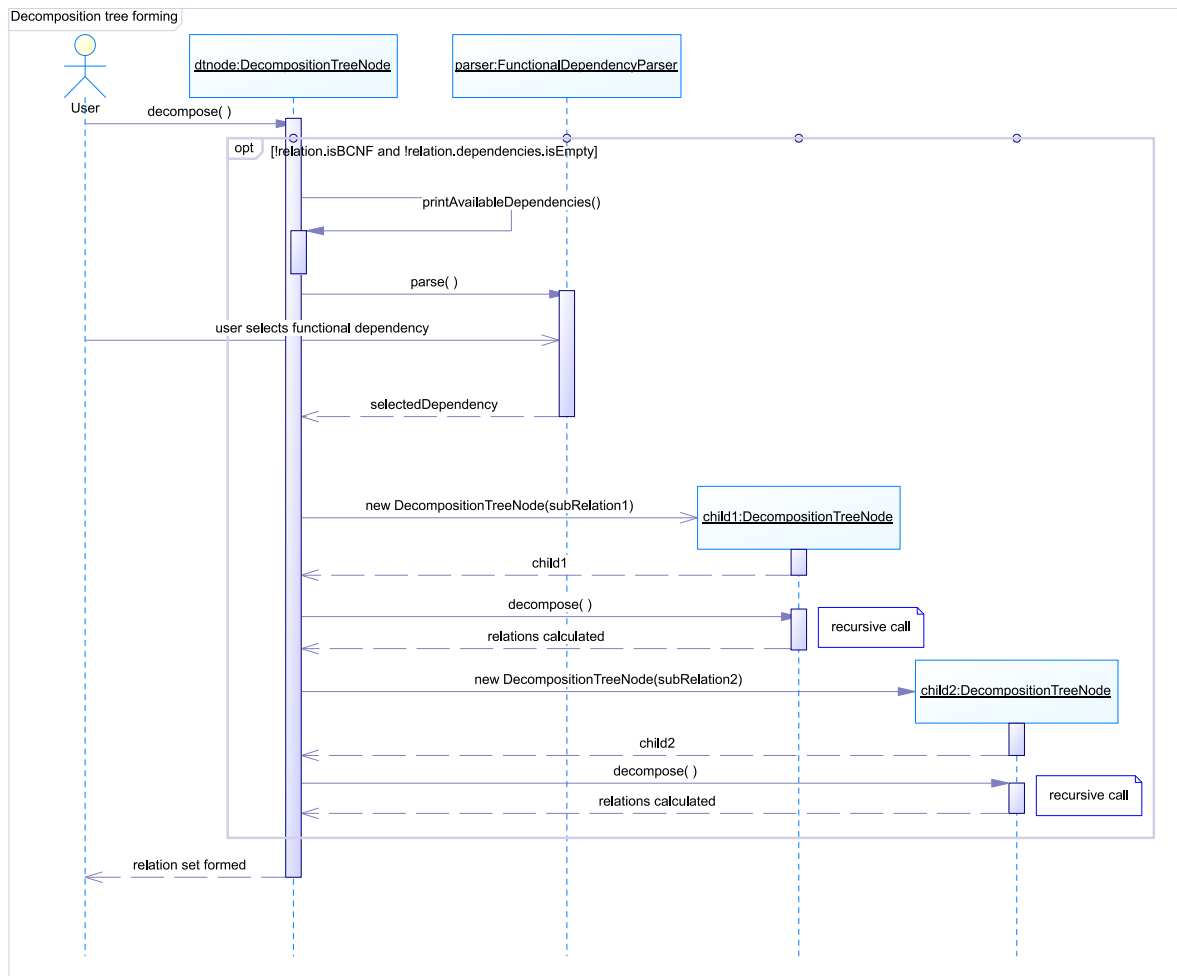 Decomposition tree forming
dtnode:DecompositionTreeNode
parser:FunctionalDependencyParser
User
decompose( )
opt
[!relation.isBCNF and !relation.dependencies.isEmpty]
printAvailableDependencies()
parse( )
user selects functional dependency
selectedDependency
new DecompositionTreeNode(subRelation1)
child1:DecompositionTreeNode
child1
decompose( )
recursive call
relations calculated
new DecompositionTreeNode(subRelation2)
child2:DecompositionTreeNode
child2
decompose( )
recursive call
relations calculated
relation set formed